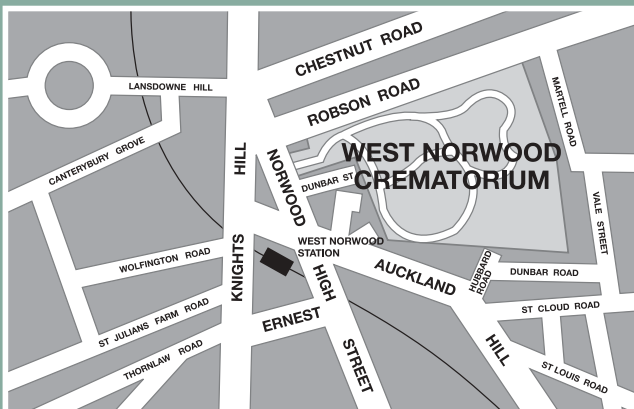 CHESTNUT ROAD
LANSDOWNE HILL
ROBSON ROAD
MARTELL ROAD
CANTERYBURY GROVE
KNIGHTS HILL
NORWOOD HIGH STREET
WEST NORWOOD
CREMATORIUM
DUNBAR ST
VALE STREET
WEST NORWOOD
STATION
WOLFINGTON ROAD
AUCKLAND HILL
HUBBARD
ROAD
DUNBAR ROAD
ST JULIANS FARM ROAD
ERNEST
ST CLOUD ROAD
THORNLAW ROAD
ST LOUIS ROAD